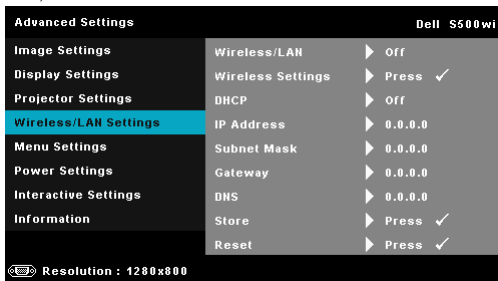 Advanced Settings Dell S500wi
Image Settings
Display Settings
Projector Settings
Wireless/LAN Settings
Menu Settings
Power Settings
Interactive Settings
Information
Wireless/LAN Off
Wireless Settings Press ✓
DHCP Off
IP Address 0.0.0.0
Subnet Mask 0.0.0.0
Gateway 0.0.0.0
DNS 0.0.0.0
Store Press ✓
Reset Press ✓
Resolution : 1280x800